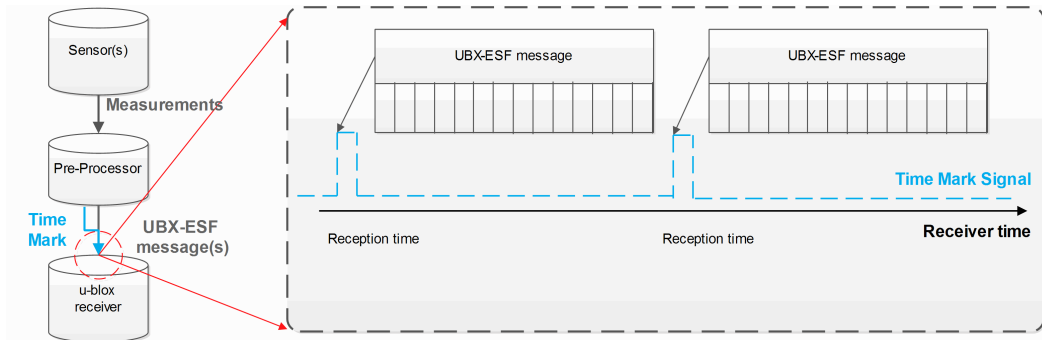 Sensor(s)
Measurements
Pre-Processor
Time
Mark
UBX-ESF
message(s)
u-blox
receiver
UBX-ESF message
UBX-ESF message
Time Mark Signal
Receiver time
Reception time
Reception time